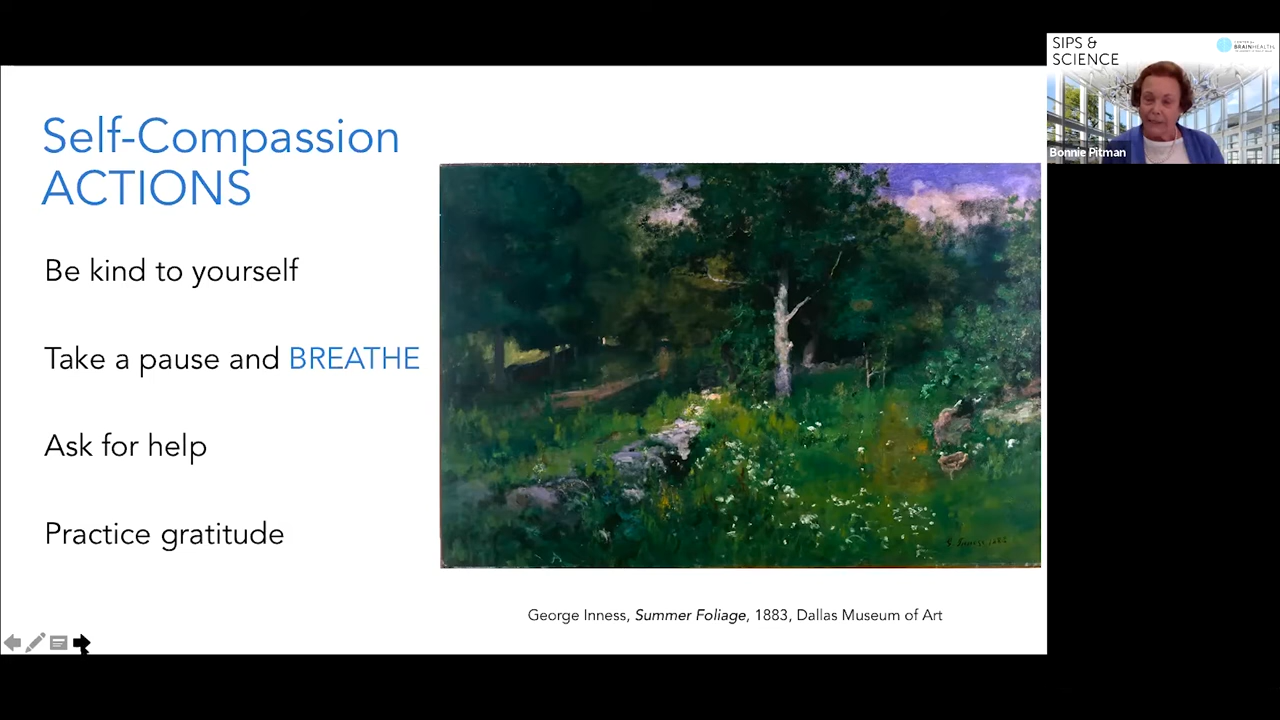 Self-Compassion
ACTIONS
Be kind to yourself
Take a pause and BREATHE
Ask for help
Practice gratitude
George Inness, Summer Foliage, 1883, Dallas Museum of Art
SIPS &
SCIENCE
BRAINHEALTH
Bonnie Pitman